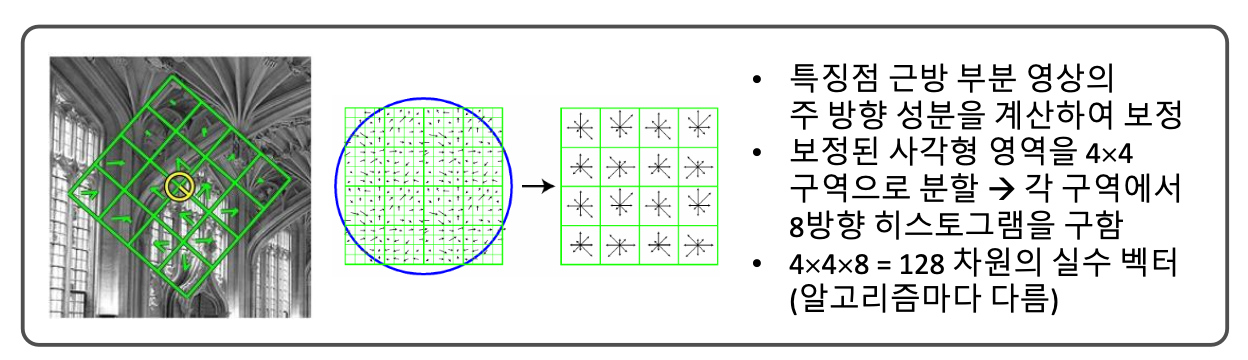 • 특징점 근방 부분 영상의
주 방향 성분을 계산하여 보정
• 보정된 사각형 영역을 4×4
구역으로 분할 → 각 구역에서
8방향 히스토그램을 구함
• 4×4×8 = 128 차원의 실수 벡터
(알고리즘마다 다름)